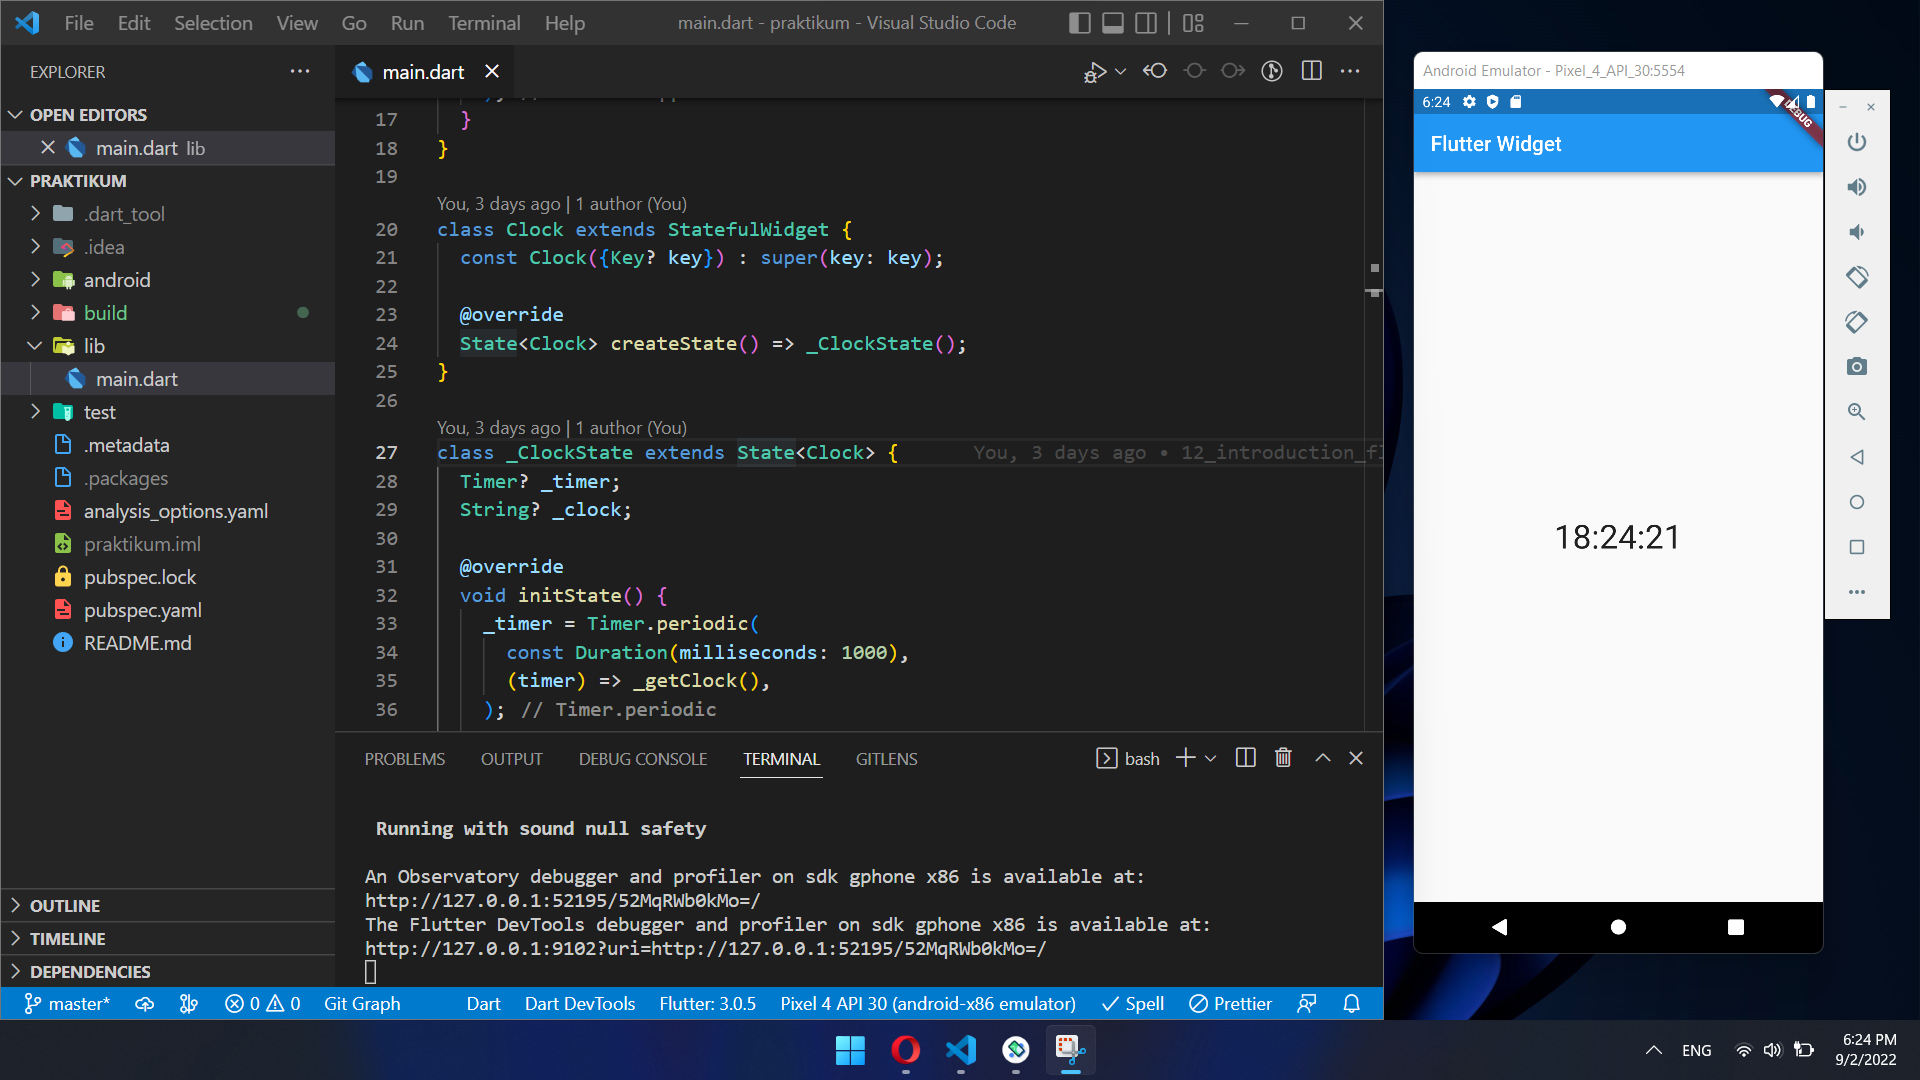 File Edit Selection View Go Run Terminal Help
main.dart - praktikum - Visual Studio Code
EXPLORER
OPEN EDITORS
main.dart lib
PRAKTIKUM
.dart_tool
.idea
android
build
lib
main.dart
test
.metadata
.packages
analysis_options.yaml
praktikum.iml
pubspec.lock
pubspec.yaml
README.md
OUTLINE
TIMELINE
DEPENDENCIES
main.dart
17 }
18 }
19
You, 3 days ago | 1 author (You)
20 class Clock extends StatefulWidget {
21 const Clock({Key? key}) : super(key: key);
22
23 @override
24 State<Clock> createState() => _ClockState();
25 }
26
You, 3 days ago | 1 author (You)
27 class _ClockState extends State<Clock> { You, 3 days ago • 12_introduction_fl
28 Timer? _timer;
29 String? _clock;
30
31 @override
32 void initState() {
33 _timer = Timer.periodic(
34 const Duration(milliseconds: 1000),
35 (timer) => _getClock(),
36 ); // Timer.periodic
PROBLEMS OUTPUT DEBUG CONSOLE TERMINAL GITLENS
bash
Running with sound null safety
An Observatory debugger and profiler on sdk gphone x86 is available at:
http://127.0.0.1:52195/52MqRWb0kMo=/
The Flutter DevTools debugger and profiler on sdk gphone x86 is available at:
http://127.0.0.1:9102?uri=http://127.0.0.1:52195/52MqRWb0kMo=/
master* 0 0 Git Graph Dart Dart DevTools Flutter: 3.0.5 Pixel 4 API 30 (android-x86 emulator) Spell Prettier
Android Emulator - Pixel_4_API_30:5554
6:24
DEBUG
Flutter Widget
18:24:21
ENG
6:24 PM
9/2/2022